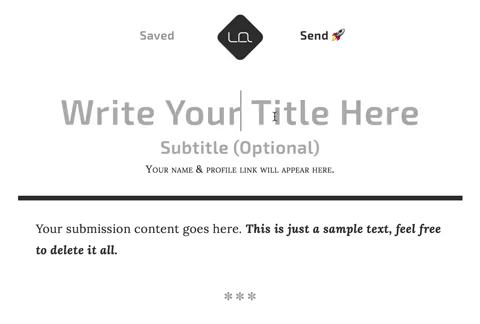 Saved
Send 🚀
Write Your Title Here
Subtitle (Optional)
Your name & profile link will appear here.
Your submission content goes here. This is just a sample text, feel free
to delete it all.
***